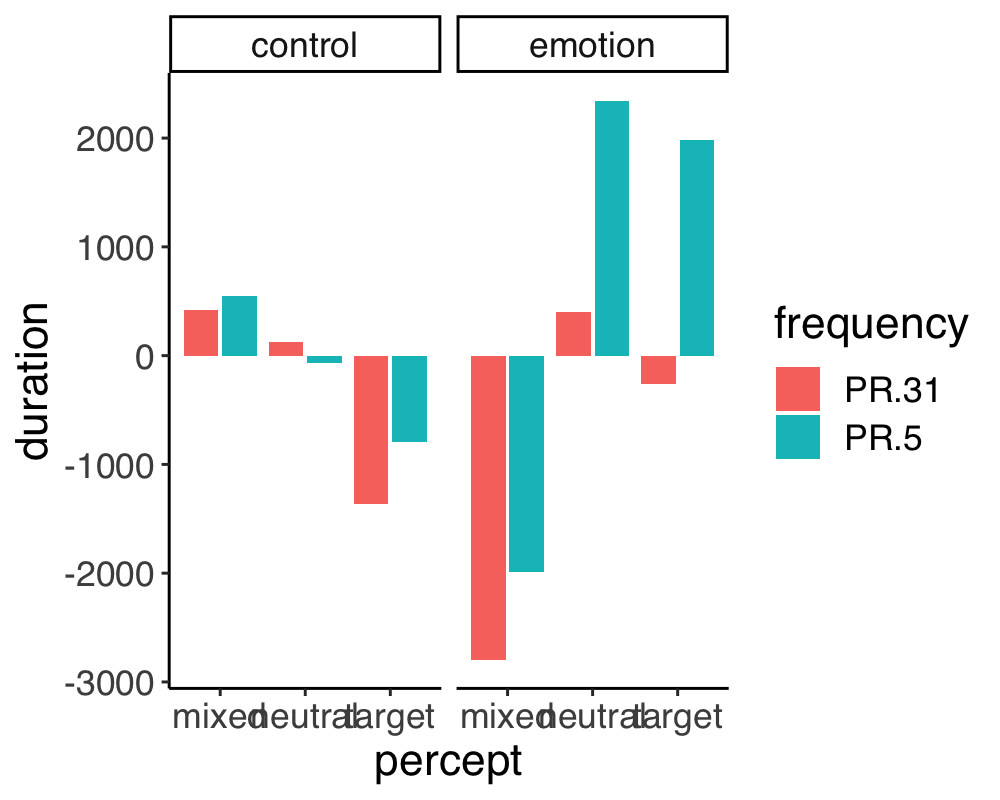 control emotion
2000
1000
0
-1000
-2000
-3000
duration
mixed neutral target mixed neutral target
percept
frequency
PR.31
PR.5